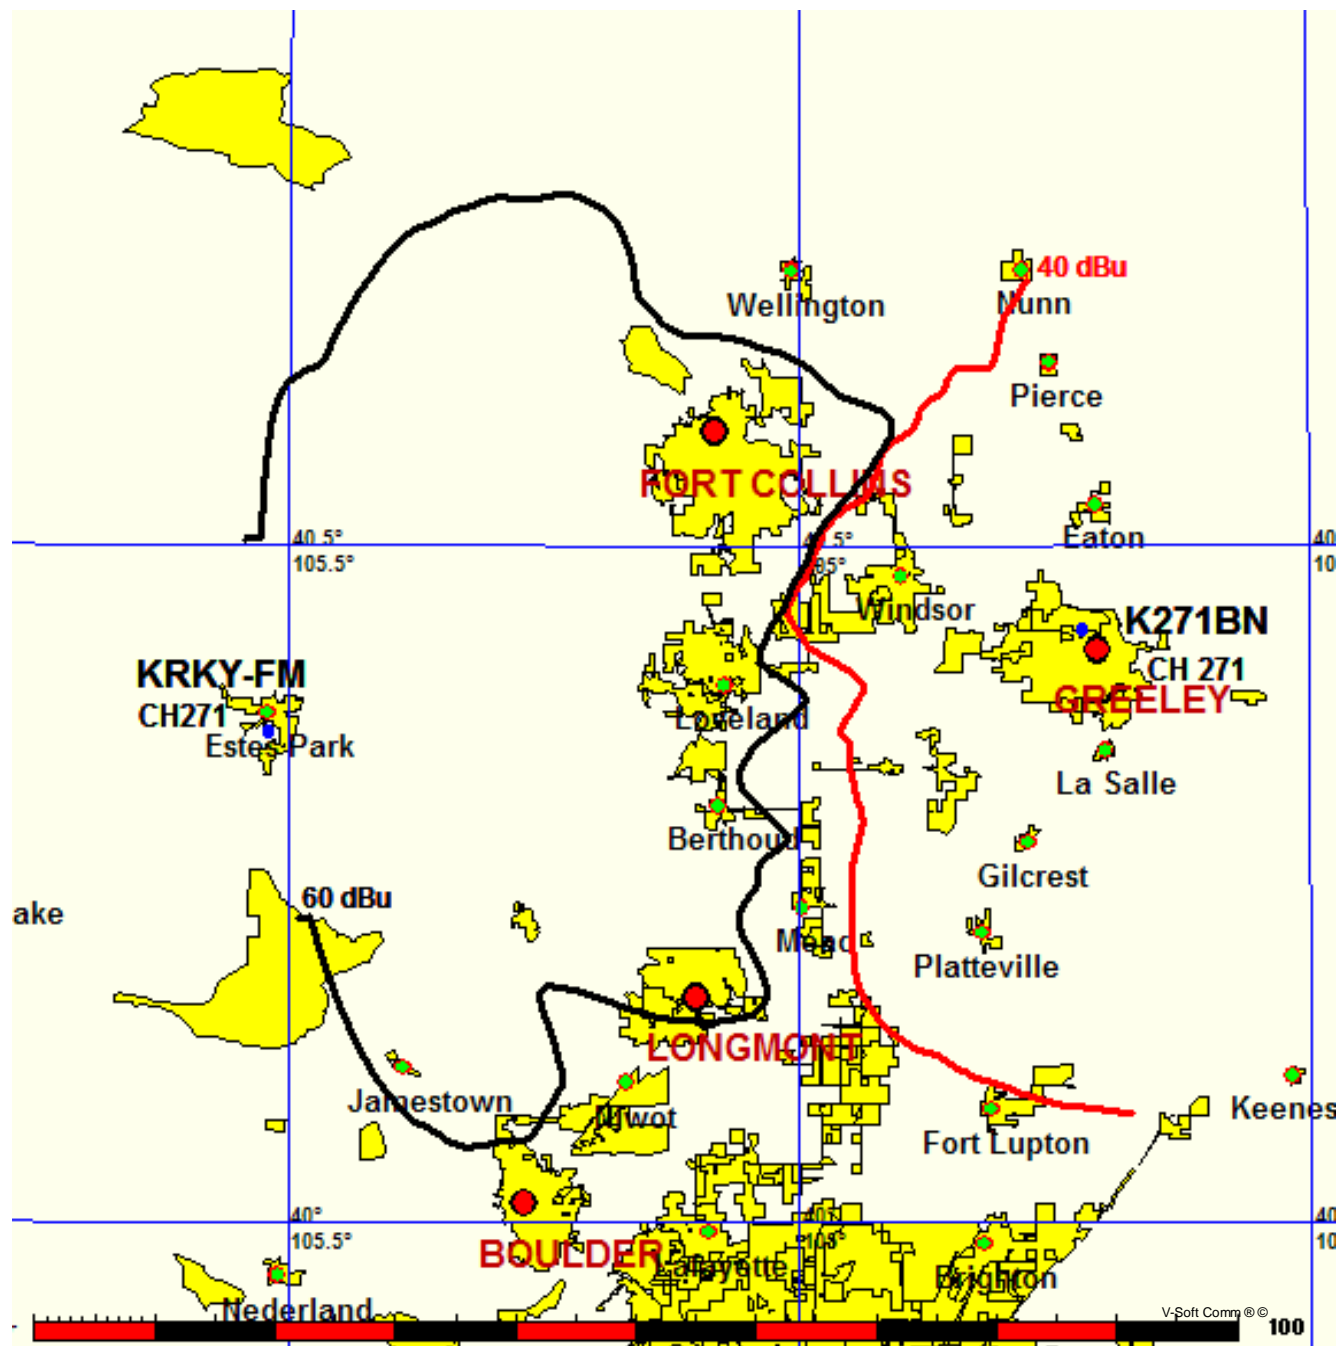 40 dBu
Wellington
Nunn
Pierce
FORT COLLINS
Eaton
40.5°
105.5°
Windsor
K271BN
CH 271
GREELEY
KRKY-FM
CH271
Estes Park
Loveland
La Salle
Berthoud
Gilcrest
60 dBu
ake
Mead
Platteville
LONGMONT
Jamestown
Niwot
Keenes
Fort Lupton
40°
105.5°
BOULDER
Lafayette
Brighton
Nederland
V-Soft Comm ® ©
100